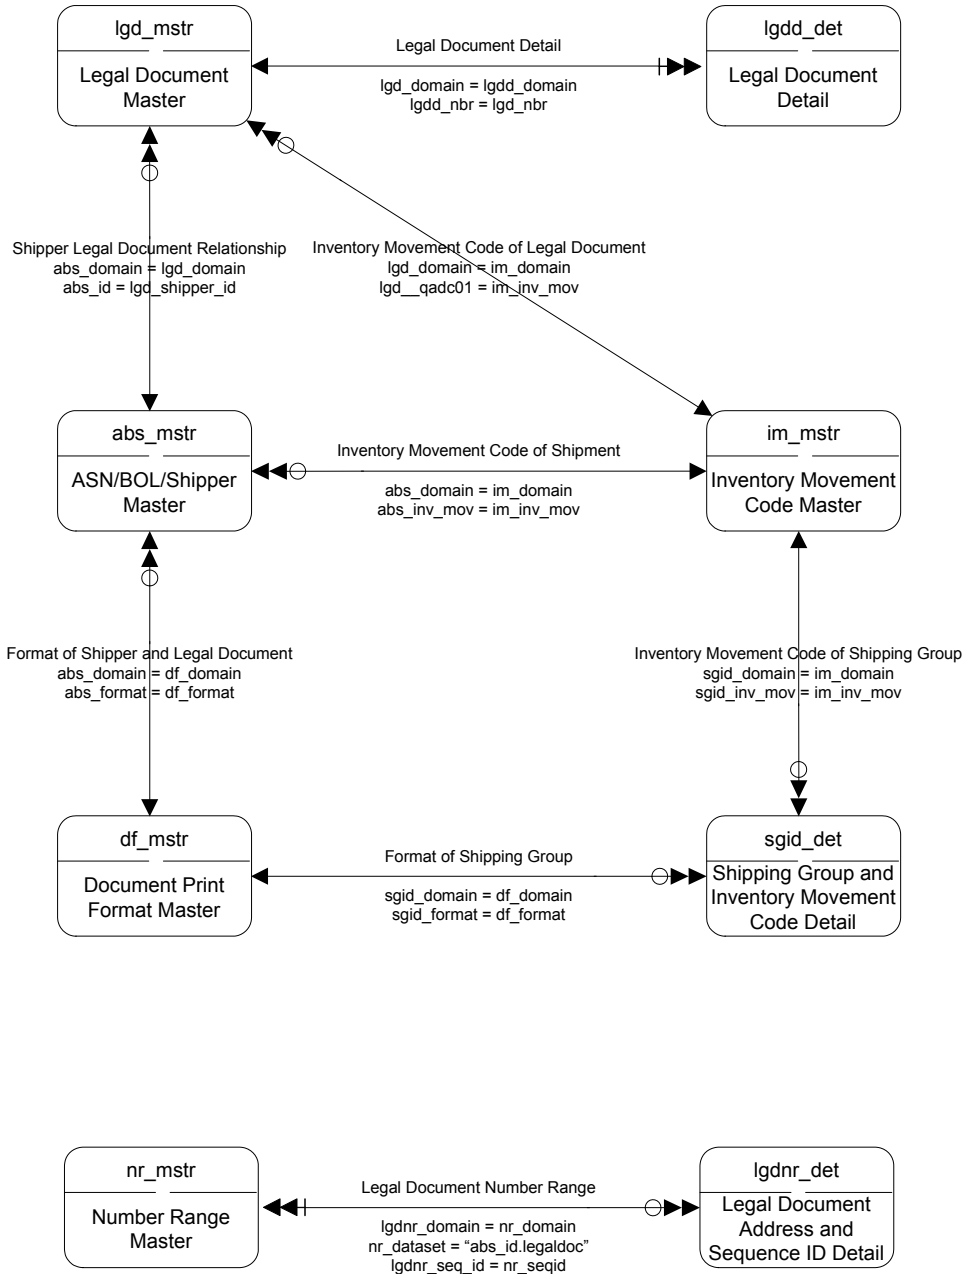 lgd_mstr
Legal Document
Master
Legal Document Detail
lgd_domain = lgdd_domain
lgdd_nbr = lgd_nbr
lgdd_det
Legal Document
Detail
Shipper Legal Document Relationship
abs_domain = lgd_domain
abs_id = lgd_shipper_id
Inventory Movement Code of Legal Document
lgd_domain = im_domain
lgd__qadc01 = im_inv_mov
abs_mstr
ASN/BOL/Shipper
Master
Inventory Movement Code of Shipment
abs_domain = im_domain
abs_inv_mov = im_inv_mov
im_mstr
Inventory Movement
Code Master
Format of Shipper and Legal Document
abs_domain = df_domain
abs_format = df_format
Inventory Movement Code of Shipping Group
sgid_domain = im_domain
sgid_inv_mov = im_inv_mov
df_mstr
Document Print
Format Master
Format of Shipping Group
sgid_domain = df_domain
sgid_format = df_format
sgid_det
Shipping Group and
Inventory Movement
Code Detail
nr_mstr
Number Range
Master
Legal Document Number Range
lgdnr_domain = nr_domain
nr_dataset = “abs_id.legaldoc”
lgdnr_seq_id = nr_seqid
lgdnr_det
Legal Document
Address and
Sequence ID Detail